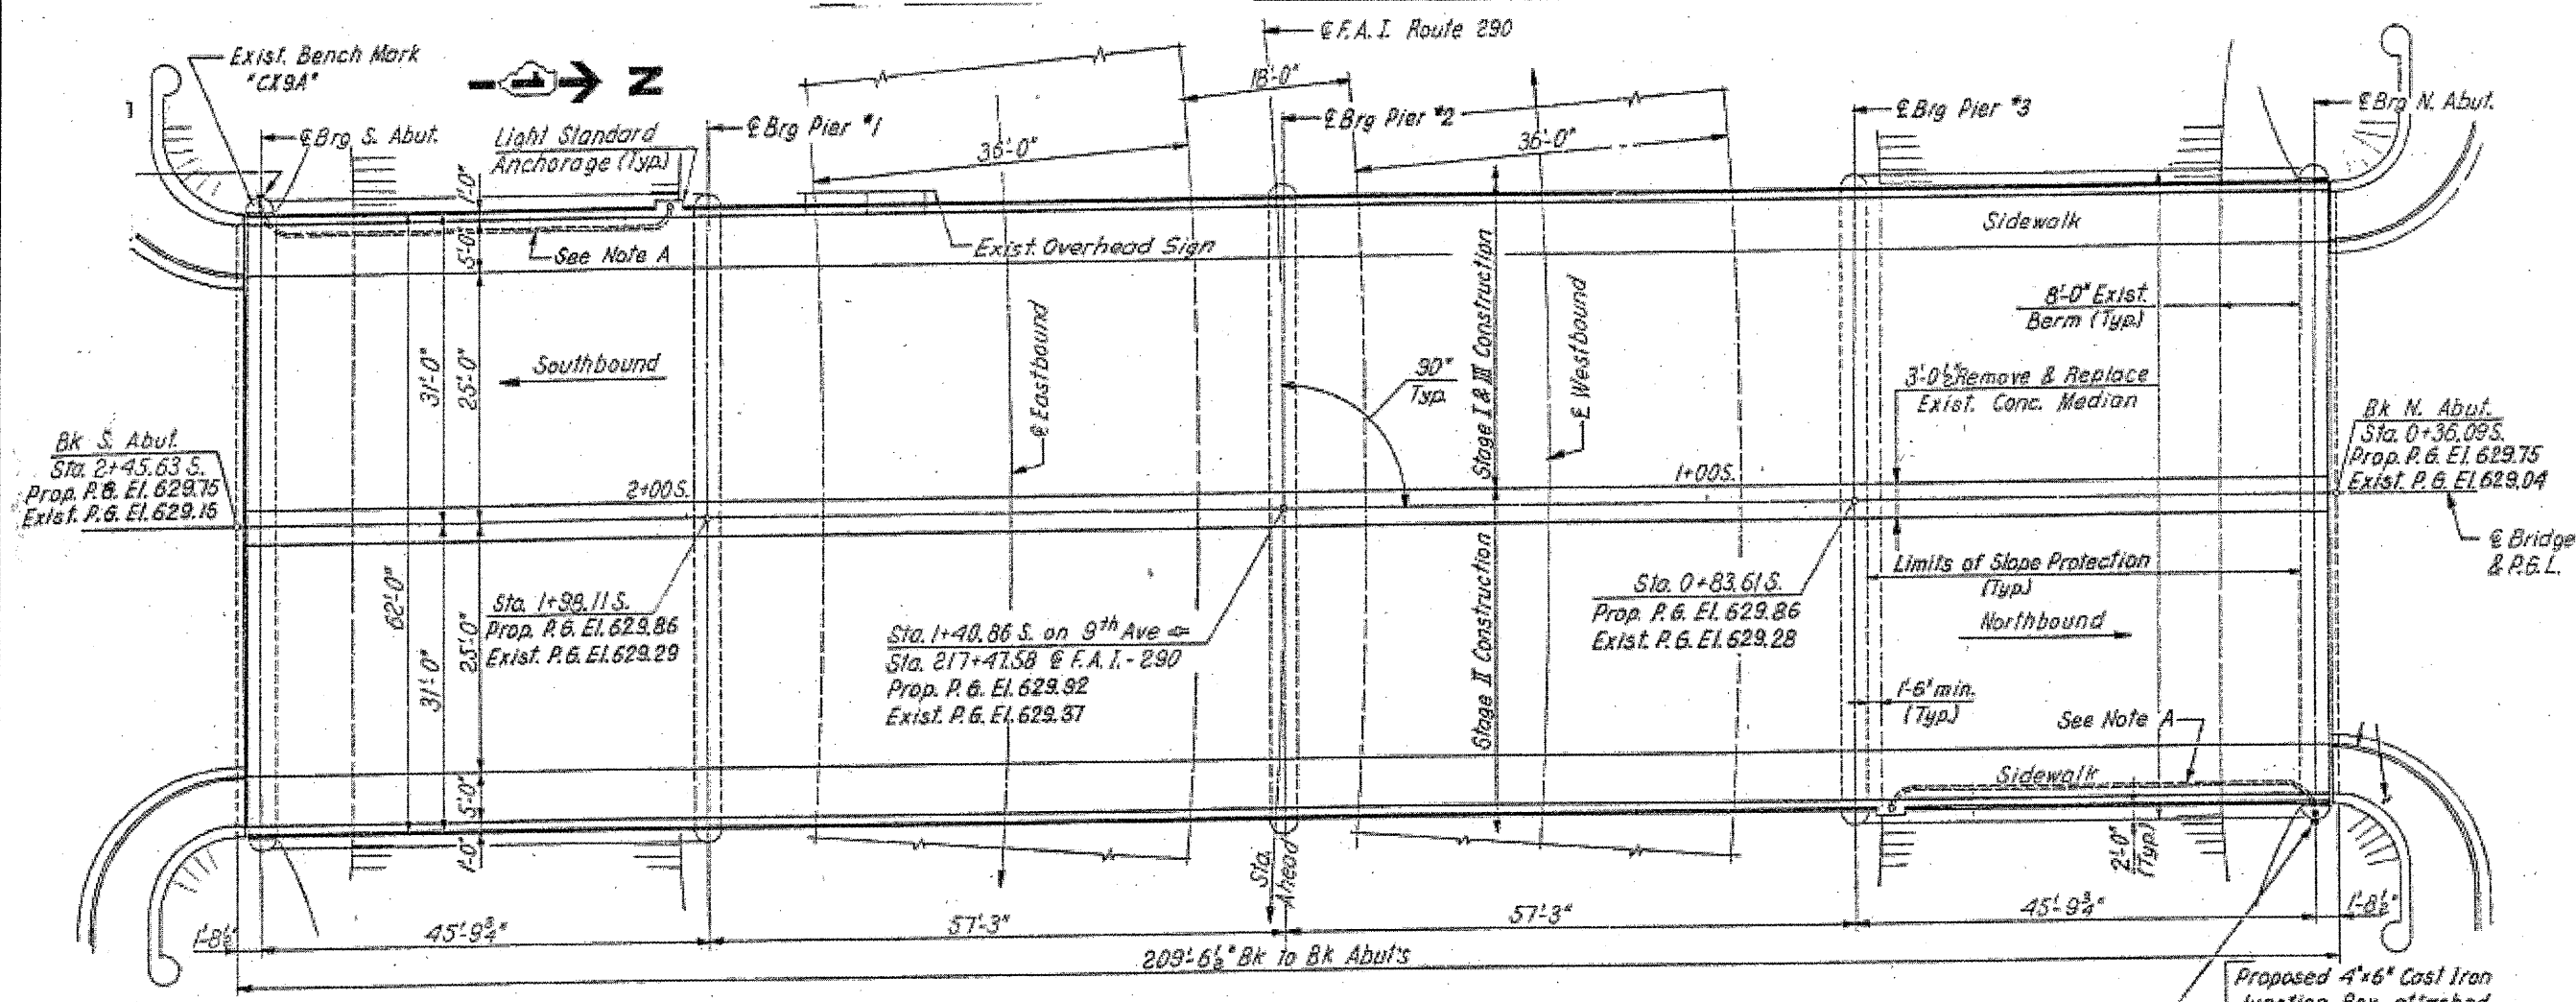 ℄ F.A.I. Route 290
Exist. Bench Mark
"CX9A"
N
18'-0"
℄ Brg S. Abut.
Light Standard
Anchorage (Typ.)
℄ Brg Pier #1
36'-0"
℄ Brg Pier #2
36'-0"
℄ Brg Pier #3
℄ Brg N. Abut.
1'-0"
5'-0"
See Note A
Exist. Overhead Sign
Sidewalk
8'-0" Exist.
Berm (Typ.)
Southbound
31'-0"
25'-0"
℄ Eastbound
90°
Typ.
Stage I & III Construction
℄ Westbound
3'-0½" Remove & Replace
Exist. Conc. Median
Bk S. Abut.
Sta. 2+45.63 S.
Prop. P.G. El. 629.75
Exist. P.G. El. 629.15
2+00S.
1+00S.
Bk N. Abut.
Sta. 0+36.09 S.
Prop. P.G. El. 629.75
Exist. P.G. El. 629.04
℄ Bridge
& P.G.L.
62'-0"
31'-0"
25'-0"
Sta. 1+98.11 S.
Prop. P.G. El. 629.86
Exist. P.G. El. 629.29
Sta. 1+40.86 S. on 9th Ave =
Sta. 217+47.58 ℄ F.A.I.-290
Prop. P.G. El. 629.92
Exist. P.G. El. 629.37
Stage II Construction
Sta. 0+83.61 S.
Prop. P.G. El. 629.86
Exist. P.G. El. 629.28
Limits of Slope Protection
(Typ.)
Northbound
1'-6" min.
(Typ.)
See Note A
Sidewalk
5'-0"
1'-0"
Sta.
Ahead
2'-0"
(Typ.)
1'-8½"
45'-9¾"
57'-3"
57'-3"
45'-9¾"
1'-8½"
209'-6½" Bk to Bk Abut's
Proposed 4"x6" Cast Iron
Junction Box attached